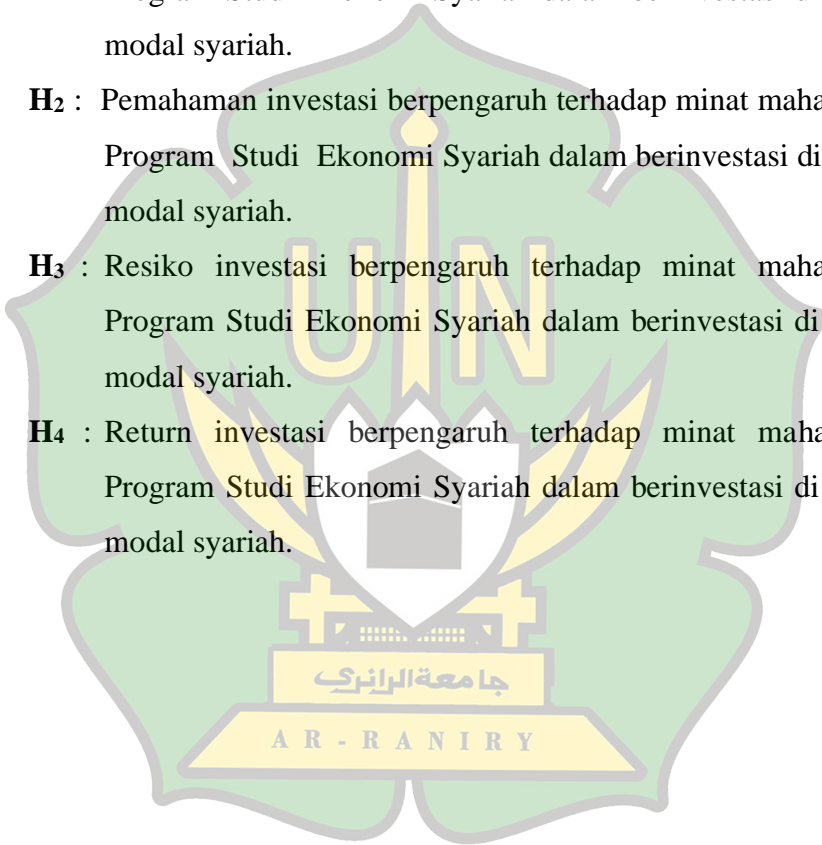 modal syariah.
H₂ : Pemahaman investasi berpengaruh terhadap minat maha
Program Studi Ekonomi Syariah dalam berinvestasi di
modal syariah.
H₃ : Resiko investasi berpengaruh terhadap minat maha
Program Studi Ekonomi Syariah dalam berinvestasi di
modal syariah.
H₄ : Return investasi berpengaruh terhadap minat maha
Program Studi Ekonomi Syariah dalam berinvestasi di
modal syariah.
UIN
جامعة الرانري
AR-RANIRY